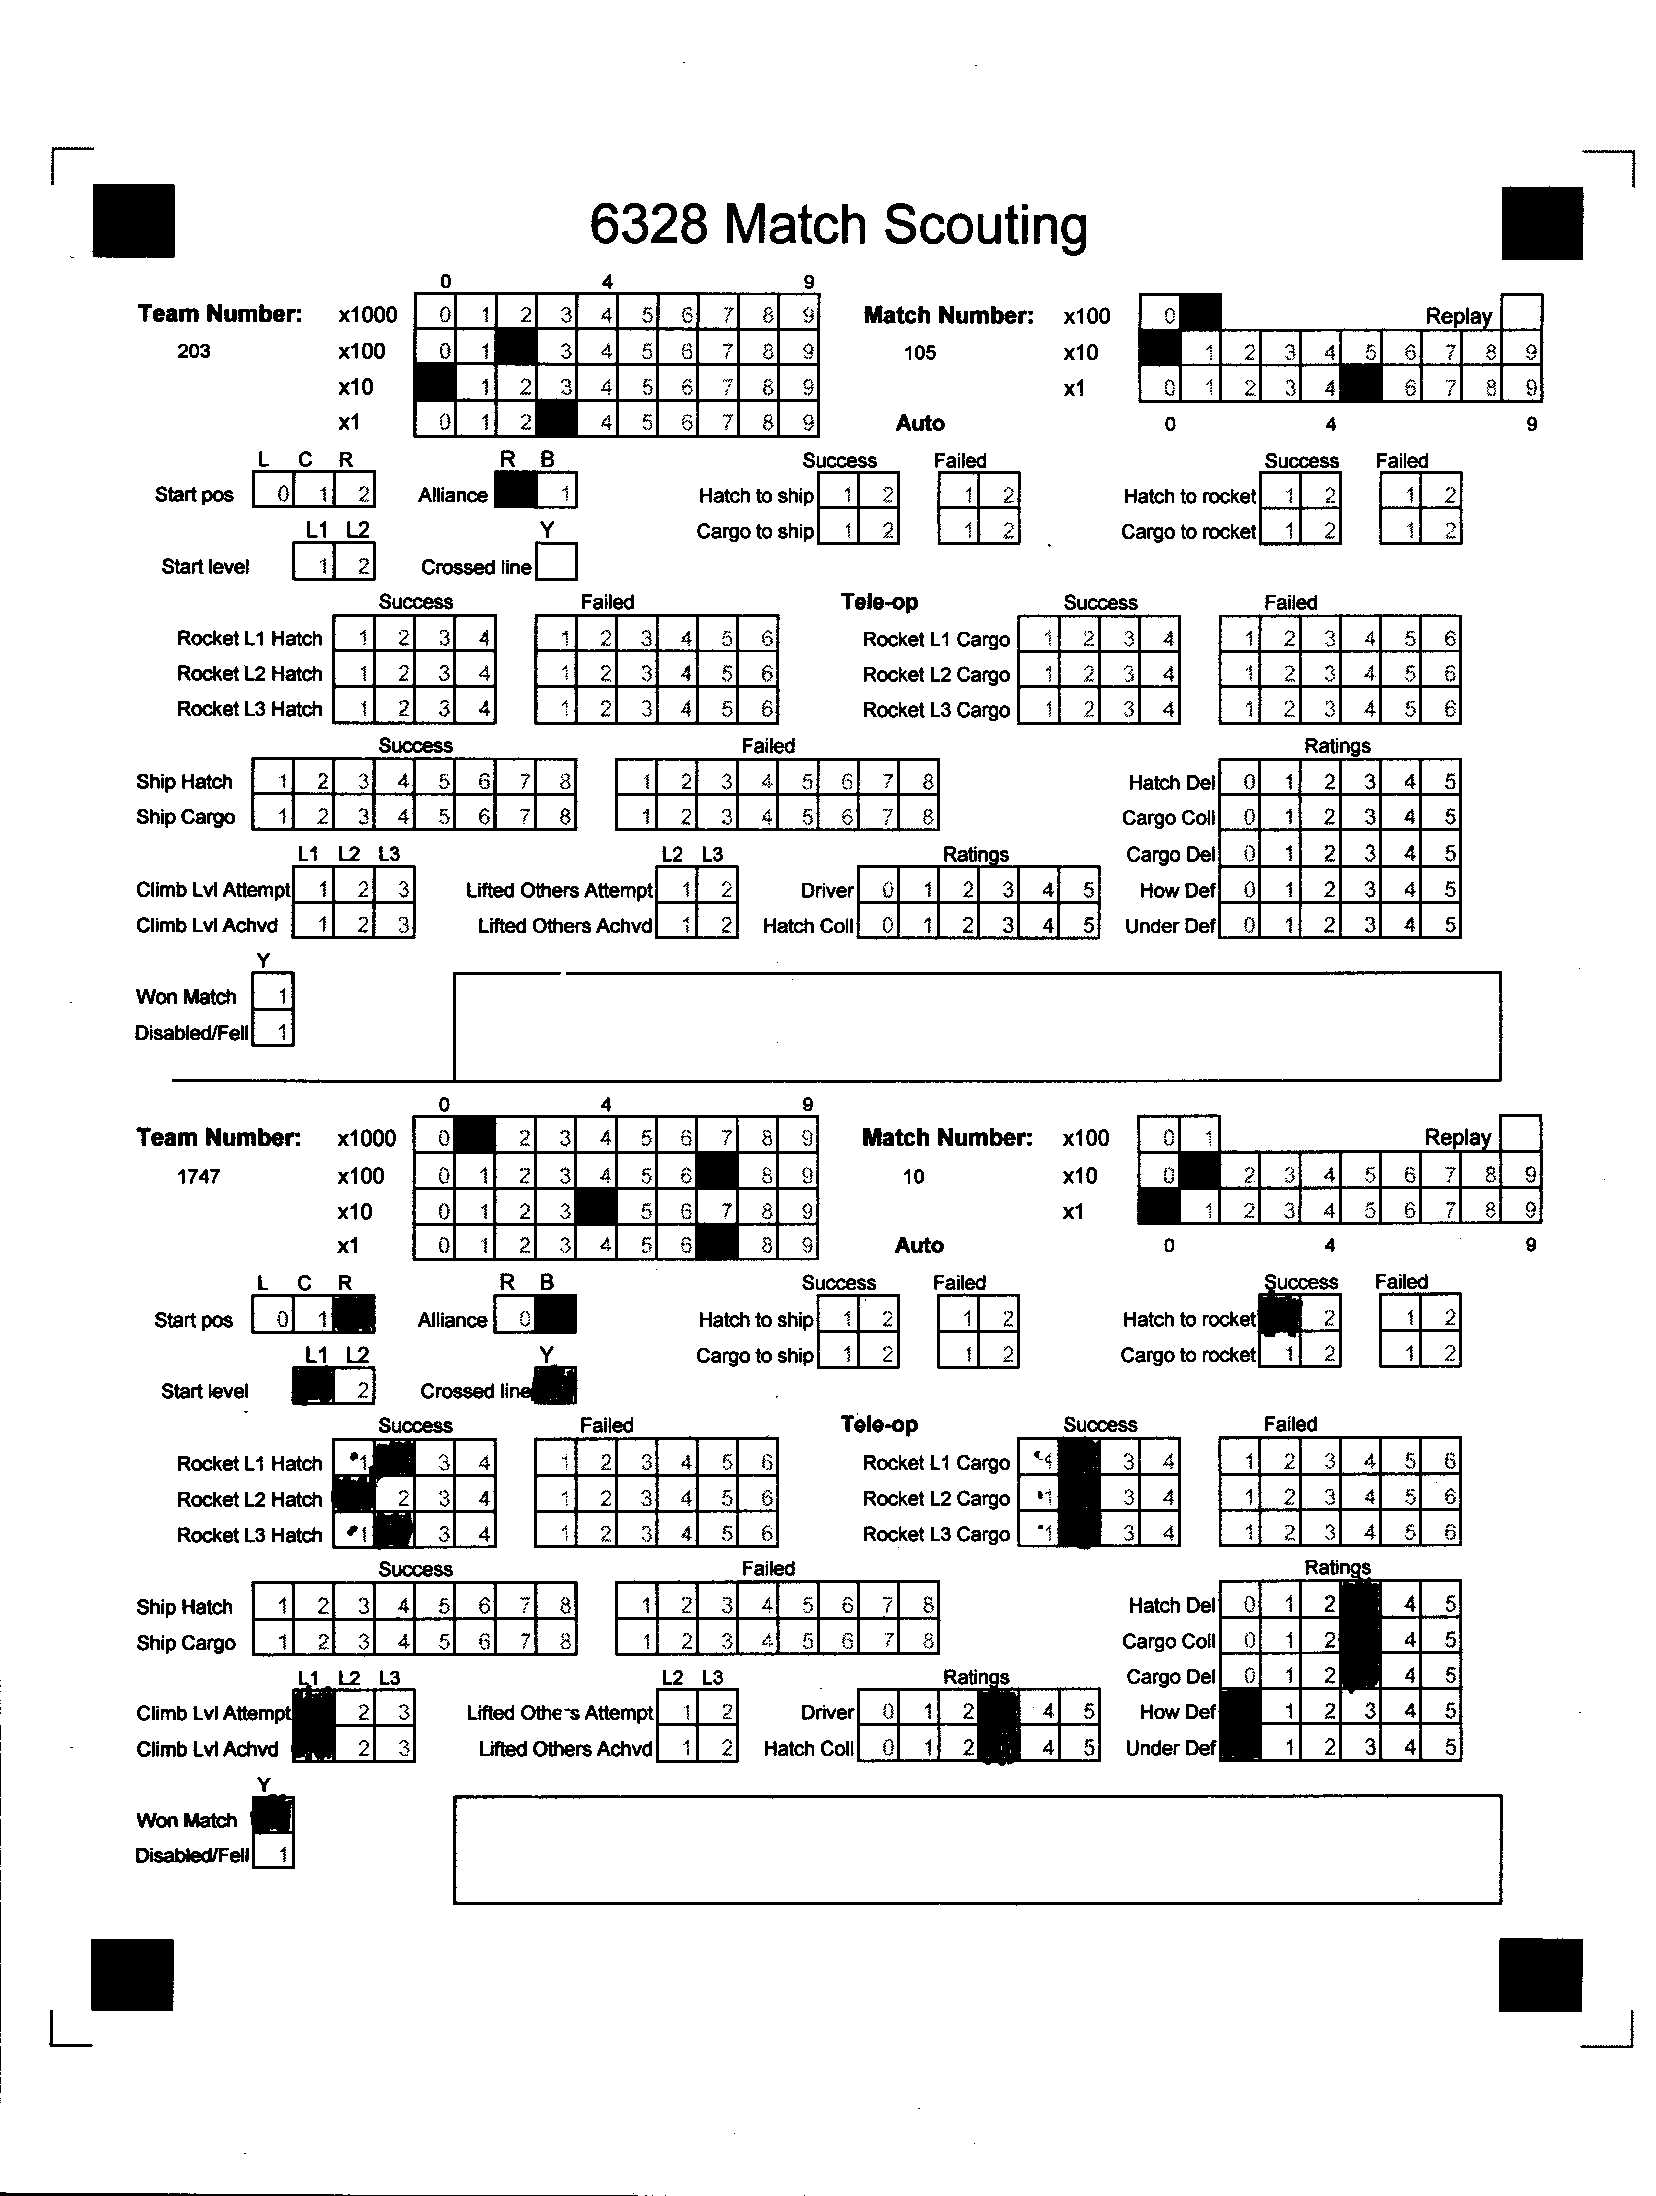 6328 Match Scouting
0 4 9
Team Number: x1000 0 1 2 3 4 5 6 7 8 9 Match Number: x100 0 Replay
203 x100 0 1 3 4 5 6 7 8 9 105 x10 1 2 3 4 5 6 7 8 9
x10 1 2 3 4 5 6 7 8 9 x1 0 1 2 3 4 6 7 8 9
x1 0 1 2 4 5 6 7 8 9 Auto 0 4 9
L C R R B Success Failed Success Failed
Start pos 0 1 2 Alliance 1 Hatch to ship 1 2 1 2 Hatch to rocket 1 2 1 2
L1 L2 Y Cargo to ship 1 2 1 2 Cargo to rocket 1 2 1 2
Start level 1 2 Crossed line
Success Failed Tele-op Success Failed
Rocket L1 Hatch 1 2 3 4 1 2 3 4 5 6 Rocket L1 Cargo 1 2 3 4 1 2 3 4 5 6
Rocket L2 Hatch 1 2 3 4 1 2 3 4 5 6 Rocket L2 Cargo 1 2 3 4 1 2 3 4 5 6
Rocket L3 Hatch 1 2 3 4 1 2 3 4 5 6 Rocket L3 Cargo 1 2 3 4 1 2 3 4 5 6
Success Failed Ratings
Ship Hatch 1 2 3 4 5 6 7 8 1 2 3 4 5 6 7 8 Hatch Del 0 1 2 3 4 5
Ship Cargo 1 2 3 4 5 6 7 8 1 2 3 4 5 6 7 8 Cargo Coll 0 1 2 3 4 5
L1 L2 L3 L2 L3 Ratings Cargo Del 0 1 2 3 4 5
Climb Lvl Attempt 1 2 3 Lifted Others Attempt 1 2 Driver 0 1 2 3 4 5 How Def 0 1 2 3 4 5
Climb Lvl Achvd 1 2 3 Lifted Others Achvd 1 2 Hatch Coll 0 1 2 3 4 5 Under Def 0 1 2 3 4 5
Y
Won Match 1
Disabled/Fell 1
0 4 9
Team Number: x1000 0 2 3 4 5 6 7 8 9 Match Number: x100 0 1 Replay
1747 x100 0 1 2 3 4 5 6 8 9 10 x10 0 2 3 4 5 6 7 8 9
x10 0 1 2 3 5 6 7 8 9 x1 1 2 3 4 5 6 7 8 9
x1 0 1 2 3 4 5 6 8 9 Auto 0 4 9
L C R R B Success Failed Success Failed
Start pos 0 1 Alliance 0 Hatch to ship 1 2 1 2 Hatch to rocket 2 1 2
L1 L2 Y Cargo to ship 1 2 1 2 Cargo to rocket 1 2 1 2
Start level 2 Crossed line
Success Failed Tele-op Success Failed
Rocket L1 Hatch 1 3 4 1 2 3 4 5 6 Rocket L1 Cargo 1 3 4 1 2 3 4 5 6
Rocket L2 Hatch 2 3 4 1 2 3 4 5 6 Rocket L2 Cargo 1 3 4 1 2 3 4 5 6
Rocket L3 Hatch 1 3 4 1 2 3 4 5 6 Rocket L3 Cargo 1 3 4 1 2 3 4 5 6
Success Failed Ratings
Ship Hatch 1 2 3 4 5 6 7 8 1 2 3 4 5 6 7 8 Hatch Del 0 1 2 4 5
Ship Cargo 1 2 3 4 5 6 7 8 1 2 3 4 5 6 7 8 Cargo Coll 0 1 2 4 5
L1 L2 L3 L2 L3 Ratings Cargo Del 0 1 2 4 5
Climb Lvl Attempt 2 3 Lifted Others Attempt 1 2 Driver 0 1 2 4 5 How Def 1 2 3 4 5
Climb Lvl Achvd 2 3 Lifted Others Achvd 1 2 Hatch Coll 0 1 2 4 5 Under Def 1 2 3 4 5
Y
Won Match
Disabled/Fell 1